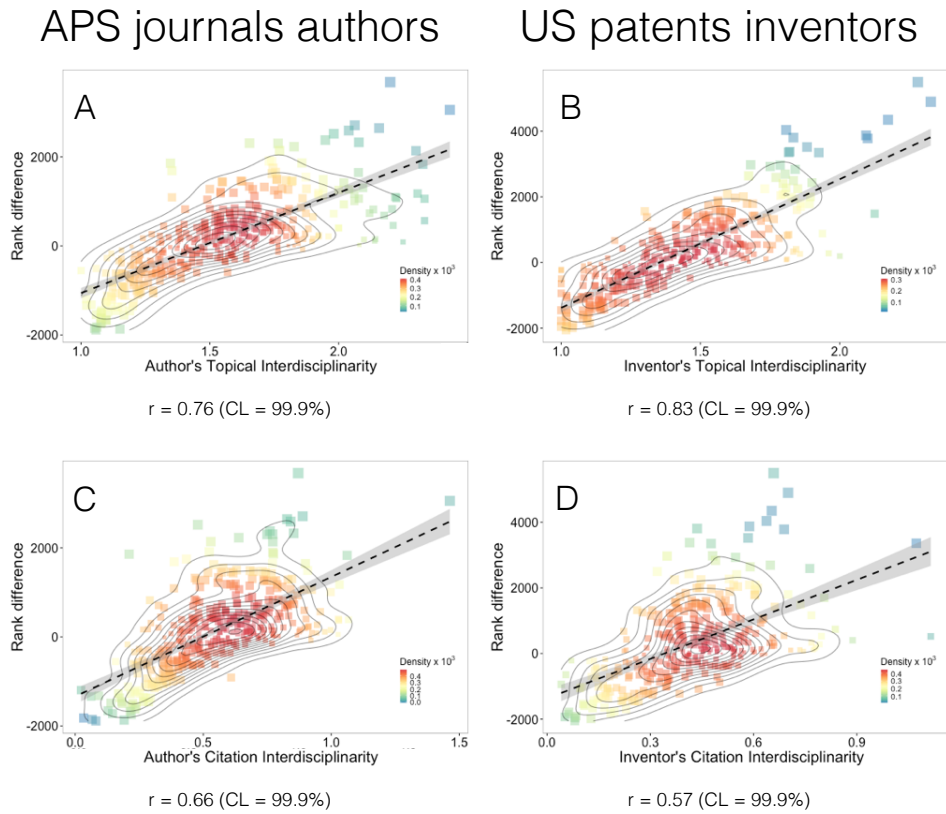 APS journals authors
US patents inventors
A
Rank difference
2000
0
-2000
1.0
1.5
2.0
Author's Topical Interdisciplinarity
Density x 10³
0.4
0.3
0.2
0.1
r = 0.76 (CL = 99.9%)
B
Rank difference
4000
2000
0
-2000
1.0
1.5
2.0
Inventor's Topical Interdisciplinarity
Density x 10³
0.3
0.2
0.1
r = 0.83 (CL = 99.9%)
C
Rank difference
2000
0
-2000
0.0
0.5
1.0
1.5
Author's Citation Interdisciplinarity
Density x 10³
0.4
0.3
0.2
0.1
0.0
r = 0.66 (CL = 99.9%)
D
Rank difference
4000
2000
0
-2000
0.0
0.3
0.6
0.9
Inventor's Citation Interdisciplinarity
Density x 10³
0.4
0.3
0.2
0.1
r = 0.57 (CL = 99.9%)